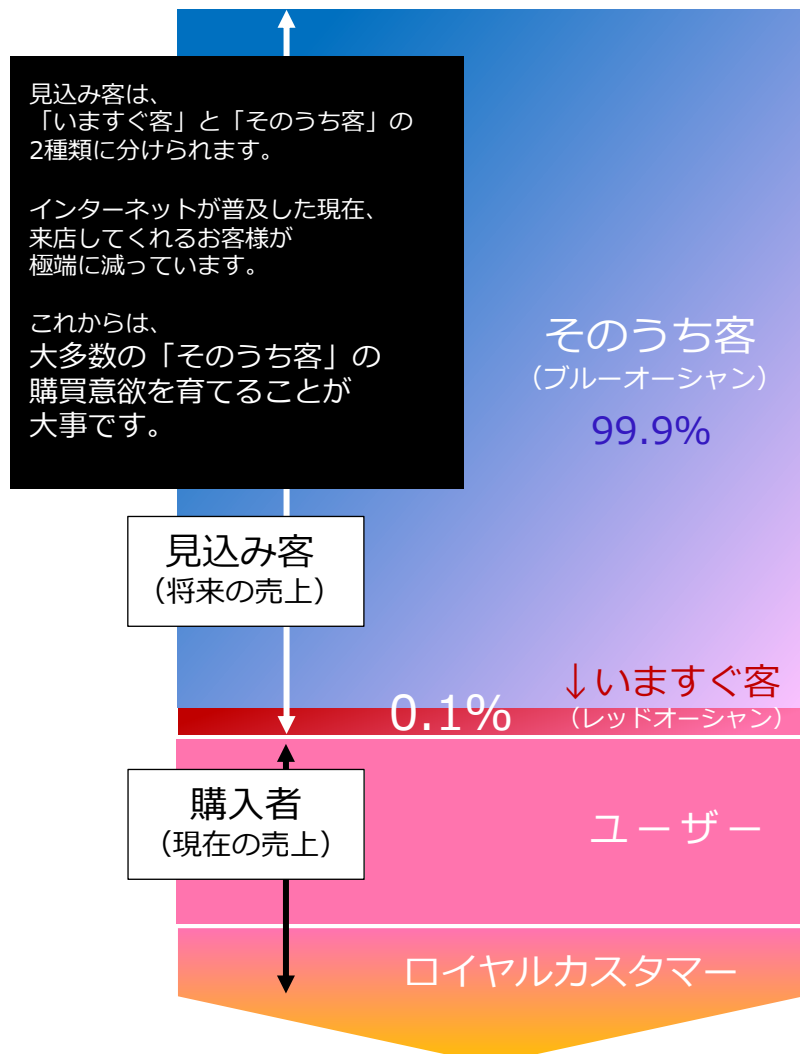 見込み客は、
「いますぐ客」と「そのうち客」の
2種類に分けられます。
インターネットが普及した現在、
来店してくれるお客様が
極端に減っています。
これからは、
大多数の「そのうち客」の
購買意欲を育てることが
大事です。
そのうち客
（ブルーオーシャン）
99.9%
見込み客
（将来の売上）
↓いますぐ客
0.1%
（レッドオーシャン）
購入者
（現在の売上）
ユーザー
ロイヤルカスタマー